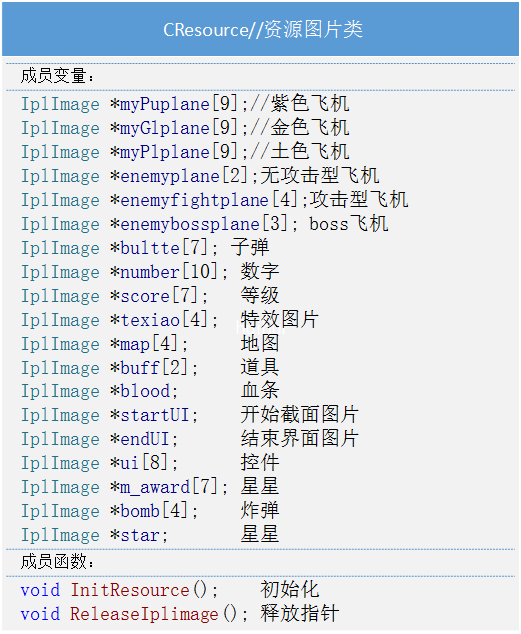 CResource//资源图片类
成员变量：
IplImage *myPuplane[9];//紫色飞机
IplImage *myGlplane[9];//金色飞机
IplImage *myPlplane[9];//土色飞机
IplImage *enemyplane[2];无攻击型飞机
IplImage *enemyfightplane[4];攻击型飞机
IplImage *enemybossplane[3]; boss飞机
IplImage *bultte[7]; 子弹
IplImage *number[10]; 数字
IplImage *score[7]; 等级
IplImage *texiao[4]; 特效图片
IplImage *map[4]; 地图
IplImage *buff[2]; 道具
IplImage *blood; 血条
IplImage *startUI; 开始截面图片
IplImage *endUI; 结束界面图片
IplImage *ui[8]; 控件
IplImage *m_award[7]; 星星
IplImage *bomb[4]; 炸弹
IplImage *star; 星星
成员函数：
void InitResource(); 初始化
void ReleaseIplimage(); 释放指针